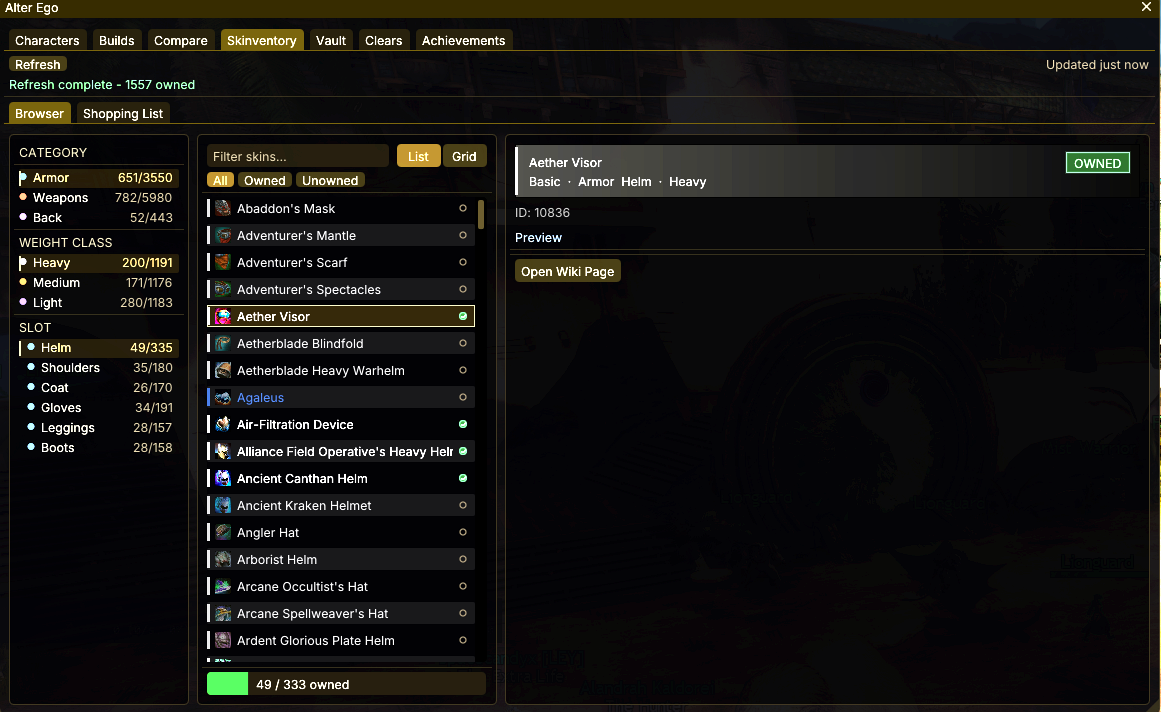 Alter Ego
Characters Builds Compare Skinventory Vault Clears Achievements
Refresh Updated just now
Refresh complete - 1557 owned
Browser Shopping List
CATEGORY
Armor 651/3550
Weapons 782/5980
Back 52/443
WEIGHT CLASS
Heavy 200/1191
Medium 171/1176
Light 280/1183
SLOT
Helm 49/335
Shoulders 35/180
Coat 26/170
Gloves 34/191
Leggings 28/157
Boots 28/158
Filter skins... List Grid
All Owned Unowned
Abaddon's Mask
Adventurer's Mantle
Adventurer's Scarf
Adventurer's Spectacles
Aether Visor
Aetherblade Blindfold
Aetherblade Heavy Warhelm
Agaleus
Air-Filtration Device
Alliance Field Operative's Heavy Helr
Ancient Canthan Helm
Ancient Kraken Helmet
Angler Hat
Arborist Helm
Arcane Occultist's Hat
Arcane Spellweaver's Hat
Ardent Glorious Plate Helm
49 / 333 owned
Aether Visor
Basic · Armor Helm · Heavy
OWNED
ID: 10836
Preview
Open Wiki Page